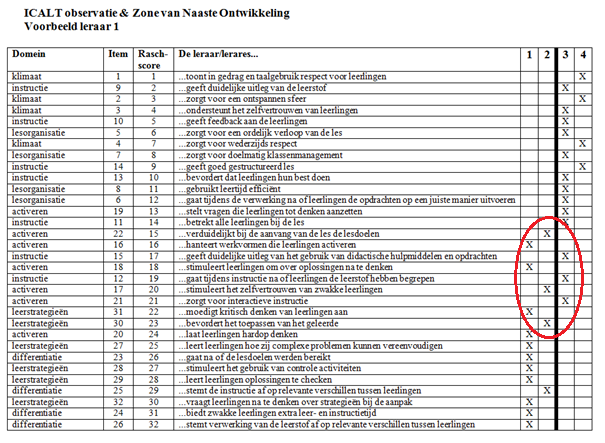 ICALT observatie & Zone van Naaste Ontwikkeling
Voorbeeld leraar 1
Domein Item Rasch-score De leraar/lerares... 1 2 3 4
klimaat 1 1 ...toont in gedrag en taalgebruik respect voor leerlingen X
instructie 9 2 ...geeft duidelijke uitleg van de leerstof X
klimaat 2 3 ...zorgt voor een ontspannen sfeer X
klimaat 3 4 ...ondersteunt het zelfvertrouwen van leerlingen X
instructie 10 5 ...geeft feedback aan de leerlingen X
lesorganisatie 5 6 ...zorgt voor een ordelijk verloop van de les X
klimaat 4 7 ...zorgt voor wederzijds respect X
lesorganisatie 7 8 ...zorgt voor doelmatig klassenmanagement X
instructie 14 9 ...geeft goed gestructureerd les X
instructie 13 10 ...bevordert dat leerlingen hun best doen X
lesorganisatie 8 11 ...gebruikt leertijd efficiënt X
lesorganisatie 6 12 ...gaat tijdens de verwerking na of leerlingen de opdrachten op een juiste manier uitvoeren X
activeren 19 13 ...stelt vragen die leerlingen tot denken aanzetten X
instructie 11 14 ...betrekt alle leerlingen bij de les X
activeren 22 15 ...verduidelijkt bij de aanvang van de les de lesdoelen X
activeren 16 16 ...hanteert werkvormen die leerlingen activeren X
instructie 15 17 ...geeft duidelijke uitleg van het gebruik van didactische hulpmiddelen en opdrachten X
activeren 18 18 ...stimuleert leerlingen om over oplossingen na te denken X
instructie 12 19 ...gaat tijdens instructie na of leerlingen de leerstof hebben begrepen X
activeren 17 20 ...stimuleert het zelfvertrouwen van zwakke leerlingen X
activeren 21 21 ...zorgt voor interactieve instructie X
leerstrategieën 31 22 ...moedigt kritisch denken van leerlingen aan X
leerstrategieën 30 23 ...bevordert het toepassen van het geleerde X
activeren 20 24 ...laat leerlingen hardop denken X
leerstrategieën 27 25 ...leert leerlingen hoe zij complexe problemen kunnen vereenvoudigen X
differentiatie 23 26 ...gaat na of de lesdoelen werden bereikt X
leerstrategieën 28 27 ...stimuleert het gebruik van controle activiteiten X
leerstrategieën 29 28 ...leert leerlingen oplossingen te checken X
differentiatie 25 29 ...stemt de instructie af op relevante verschillen tussen leerlingen X
leerstrategieën 32 30 ...vraagt leerlingen na te denken over strategieën bij de aanpak X
differentiatie 24 31 ...biedt zwakke leerlingen extra leer- en instructietijd X
differentiatie 26 32 ...stemt verwerking van de leerstof af op relevante verschillen tussen leerlingen X